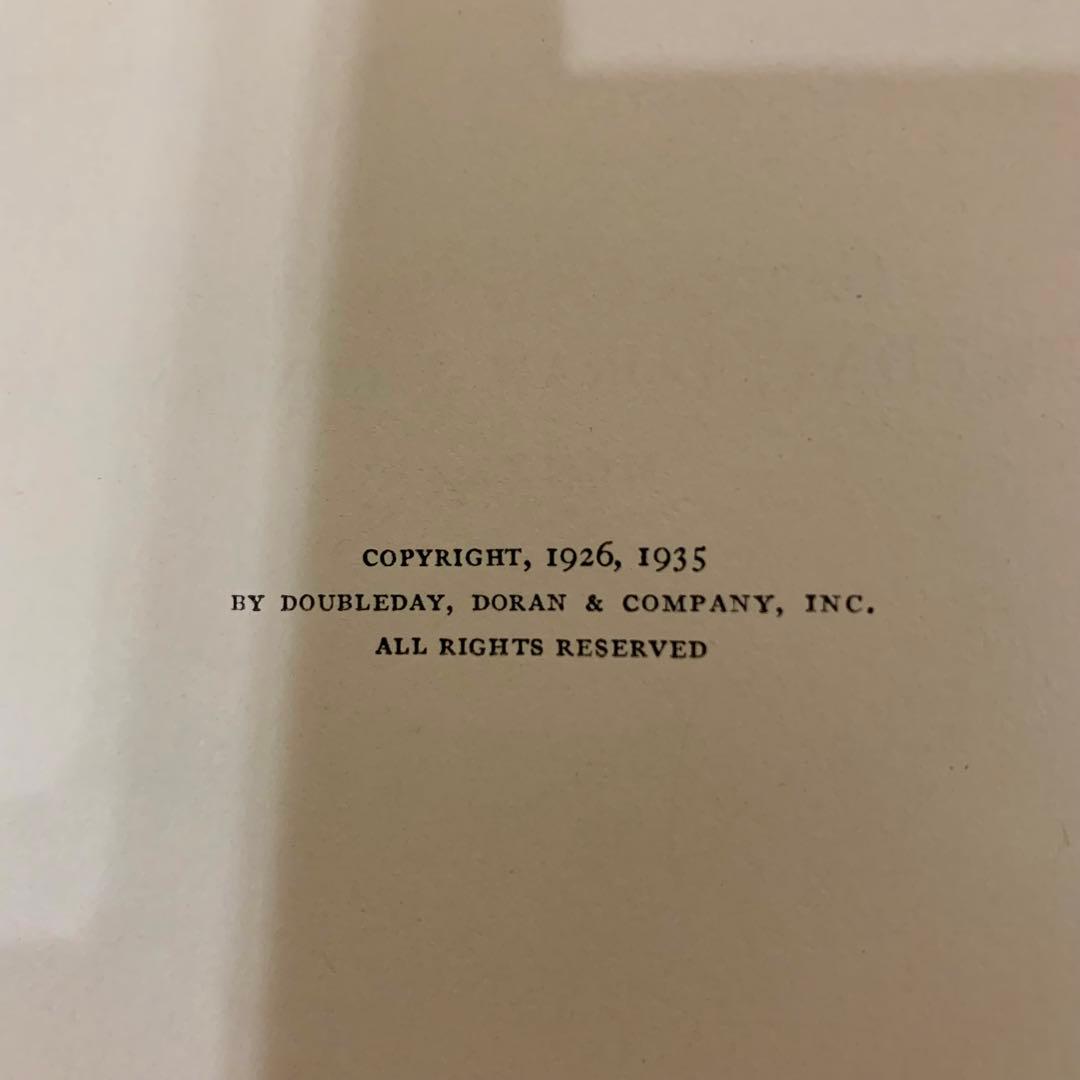 COPYRIGHT, 1926, 1935
BY DOUBLEDAY, DORAN & COMPANY, INC.
ALL RIGHTS RESERVED